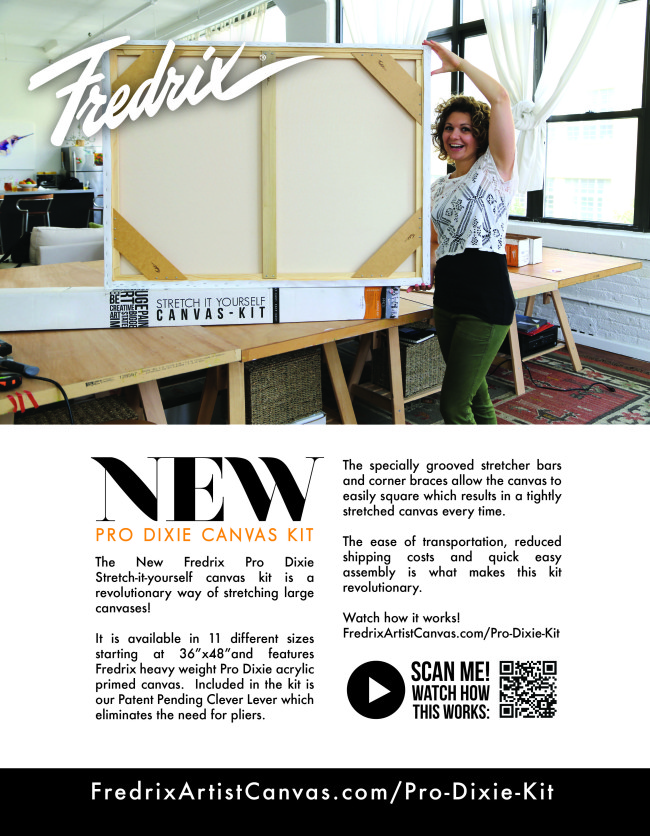 Fredrix
STRETCH IT YOURSELF
CANVAS-KIT
NEW
PRO DIXIE CANVAS KIT
The New Fredrix Pro Dixie
Stretch-it-yourself canvas kit is a
revolutionary way of stretching large
canvases!
It is available in 11 different sizes
starting at 36”x48”and features
Fredrix heavy weight Pro Dixie acrylic
primed canvas. Included in the kit is
our Patent Pending Clever Lever which
eliminates the need for pliers.
The specially grooved stretcher bars
and corner braces allow the canvas to
easily square which results in a tightly
stretched canvas every time.
The ease of transportation, reduced
shipping costs and quick easy
assembly is what makes this kit
revolutionary.
Watch how it works!
FredrixArtistCanvas.com/Pro-Dixie-Kit
SCAN ME!
WATCH HOW
THIS WORKS:
FredrixArtistCanvas.com/Pro-Dixie-Kit